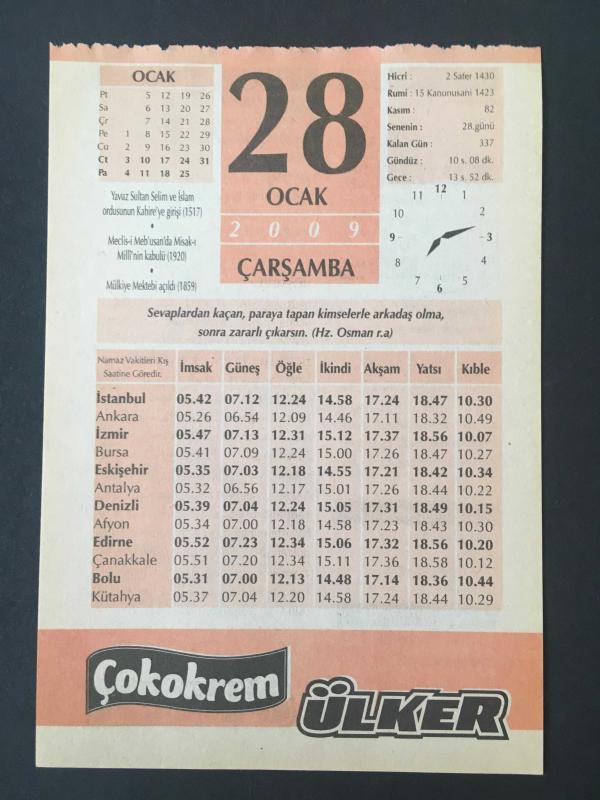 OCAK
Pt 5 12 19 26
Sa 6 13 20 27
Çr 7 14 21 28
Pe 1 8 15 22 29
Cu 2 9 16 23 30
Ct 3 10 17 24 31
Pa 4 11 18 25
Yavuz Sultan Selim ve İslam
ordusunun Kahire'ye girişi (1517)
•
Meclis-i Meb'usan'da Misak-ı
Millî'nin kabulü (1920)
•
Mülkiye Mektebi açıldı (1859)
28
OCAK
2009
ÇARŞAMBA
Hicri : 2 Safer 1430
Rumi : 15 Kanunusani 1423
Kasım : 82
Senenin : 28.günü
Kalan Gün : 337
Gündüz : 10 s. 08 dk.
Gece : 13 s. 52 dk.
12
11 1
10 2
9 3
8 4
7 5
6
Sevaplardan kaçan, paraya tapan kimselerle arkadaş olma,
sonra zararlı çıkarsın. (Hz. Osman r.a)
Namaz Vakitleri Kış
Saatine Göredir.
İmsak Güneş Öğle İkindi Akşam Yatsı Kıble
İstanbul 05.42 07.12 12.24 14.58 17.24 18.47 10.30
Ankara 05.26 06.54 12.09 14.46 17.11 18.32 10.49
İzmir 05.47 07.13 12.31 15.12 17.37 18.56 10.07
Bursa 05.41 07.09 12.24 15.00 17.26 18.47 10.27
Eskişehir 05.35 07.03 12.18 14.55 17.21 18.42 10.34
Antalya 05.32 06.56 12.17 15.01 17.26 18.44 10.22
Denizli 05.39 07.04 12.24 15.05 17.31 18.49 10.15
Afyon 05.34 07.00 12.18 14.58 17.23 18.43 10.30
Edirne 05.52 07.23 12.34 15.06 17.32 18.56 10.20
Çanakkale 05.51 07.20 12.34 15.11 17.36 18.58 10.12
Bolu 05.31 07.00 12.13 14.48 17.14 18.36 10.44
Kütahya 05.37 07.04 12.20 14.58 17.24 18.44 10.29
Çokokrem
ÜLKER